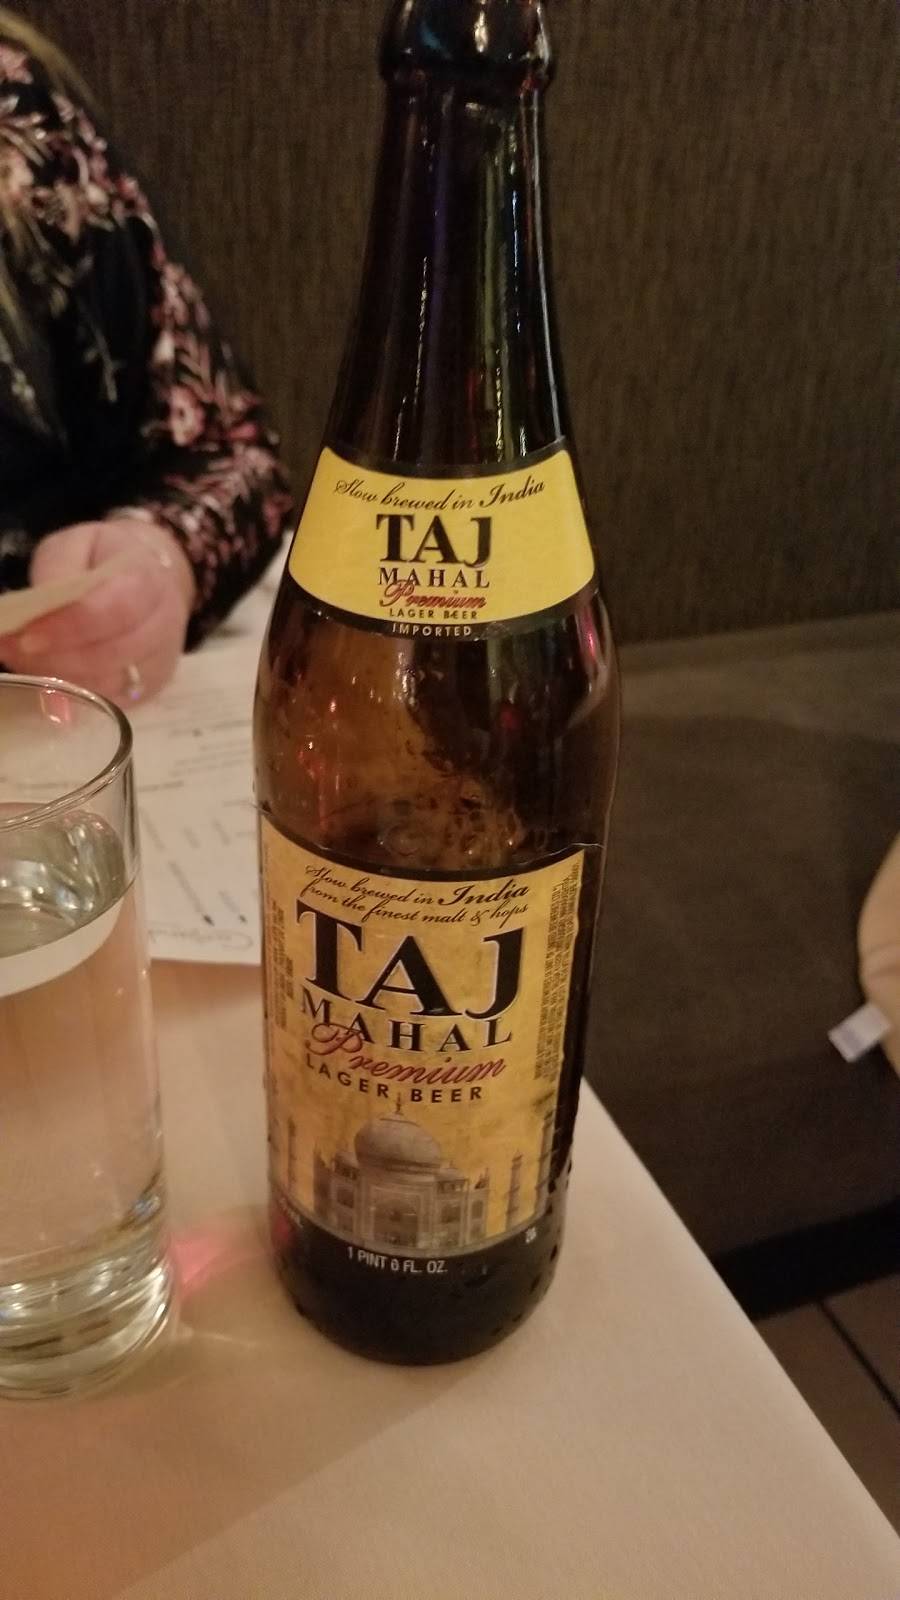 Slow brewed in India
TAJ
MAHAL
Premium
LAGER BEER
IMPORTED
Slow brewed in India
from the finest malt & hops
TAJ
MAHAL
Premium
LAGER BEER
1 PINT 6 FL. OZ.